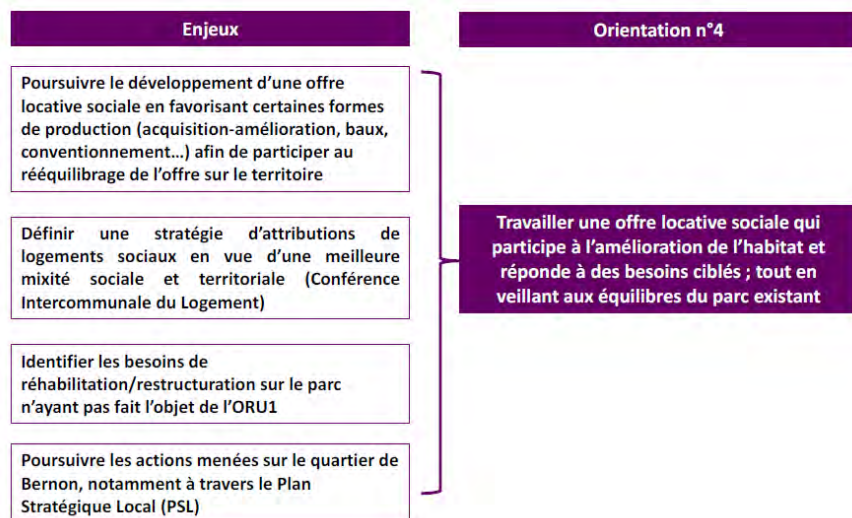 Enjeux
Poursuivre le développement d'une offre
locative sociale en favorisant certaines formes
de production (acquisition-amélioration, baux,
conventionnement...) afin de participer au
rééquilibrage de l'offre sur le territoire
Définir une stratégie d'attributions de
logements sociaux en vue d'une meilleure
mixité sociale et territoriale (Conférence
Intercommunale du Logement)
Identifier les besoins de
réhabilitation/restructuration sur le parc
n'ayant pas fait l'objet de l'ORU1
Poursuivre les actions menées sur le quartier de
Bernon, notamment à travers le Plan
Stratégique Local (PSL)
Orientation n°4
Travailler une offre locative sociale qui
participe à l'amélioration de l'habitat et
réponde à des besoins ciblés ; tout en
veillant aux équilibres du parc existant